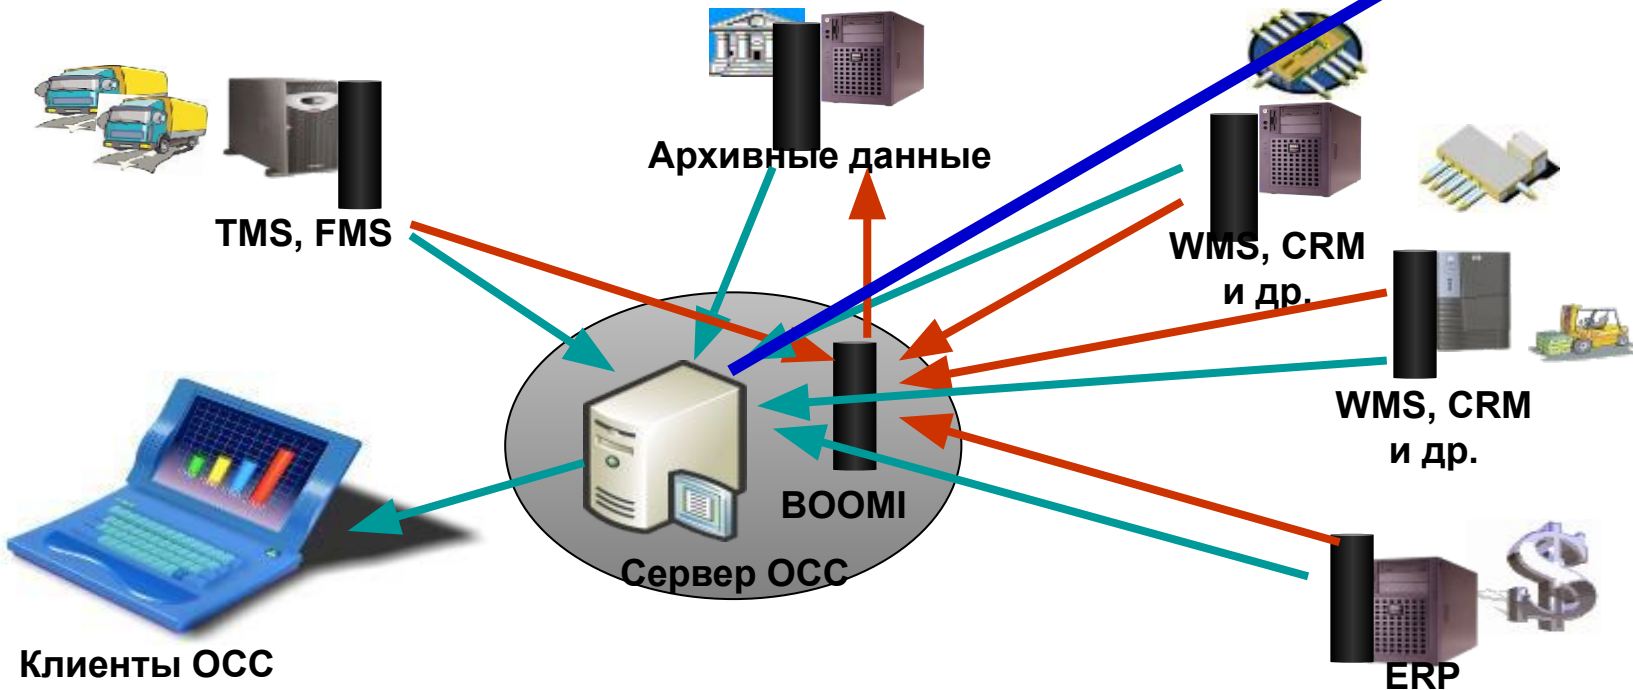 Архивные данные
TMS, FMS
WMS, CRM
и др.
WMS, CRM
и др.
BOOMI
Сервер ОСС
Клиенты ОСС
ERP